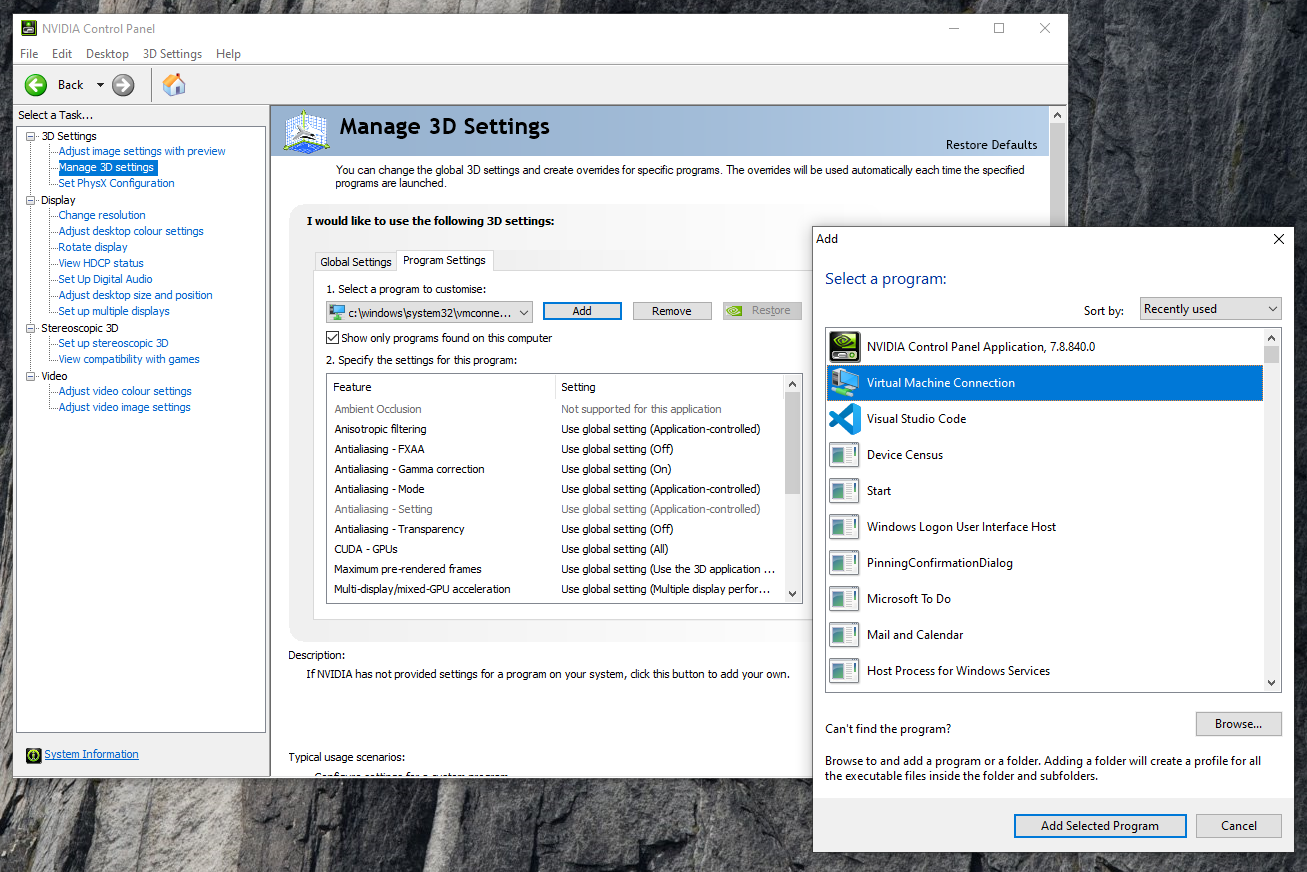 NVIDIA Control Panel
File Edit Desktop 3D Settings Help
Back
Select a Task...
3D Settings
Adjust image settings with preview
Manage 3D settings
Set PhysX Configuration
Display
Change resolution
Adjust desktop colour settings
Rotate display
View HDCP status
Set Up Digital Audio
Adjust desktop size and position
Set up multiple displays
Stereoscopic 3D
Set up stereoscopic 3D
View compatibility with games
Video
Adjust video colour settings
Adjust video image settings
System Information
Manage 3D Settings
Restore Defaults
You can change the global 3D settings and create overrides for specific programs. The overrides will be used automatically each time the specified
programs are launched.
I would like to use the following 3D settings:
Global Settings Program Settings
1. Select a program to customise:
c:\windows\system32\vmconne... Add Remove Restore
Show only programs found on this computer
2. Specify the settings for this program:
Feature Setting
Ambient Occlusion Not supported for this application
Anisotropic filtering Use global setting (Application-controlled)
Antialiasing - FXAA Use global setting (Off)
Antialiasing - Gamma correction Use global setting (On)
Antialiasing - Mode Use global setting (Application-controlled)
Antialiasing - Setting Use global setting (Application-controlled)
Antialiasing - Transparency Use global setting (Off)
CUDA - GPUs Use global setting (All)
Maximum pre-rendered frames Use global setting (Use the 3D application ...
Multi-display/mixed-GPU acceleration Use global setting (Multiple display perfor...
Description:
If NVIDIA has not provided settings for a program on your system, click this button to add your own.
Typical usage scenarios:
Configure settings for a custom program
Add
Select a program:
Sort by: Recently used
NVIDIA Control Panel Application, 7.8.840.0
Virtual Machine Connection
Visual Studio Code
Device Census
Start
Windows Logon User Interface Host
PinningConfirmationDialog
Microsoft To Do
Mail and Calendar
Host Process for Windows Services
Can't find the program? Browse...
Browse to and add a program or a folder. Adding a folder will create a profile for all
the executable files inside the folder and subfolders.
Add Selected Program Cancel